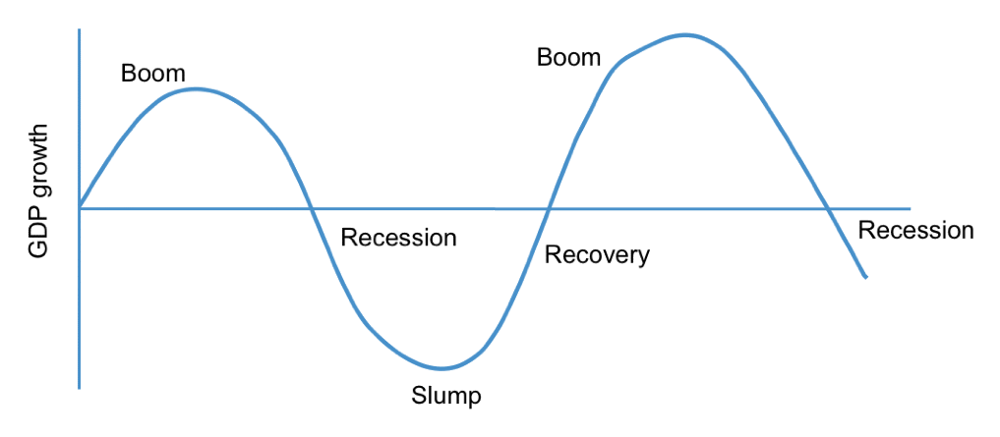 Boom
Boom
GDP growth
Recession
Recession
Recovery
Slump